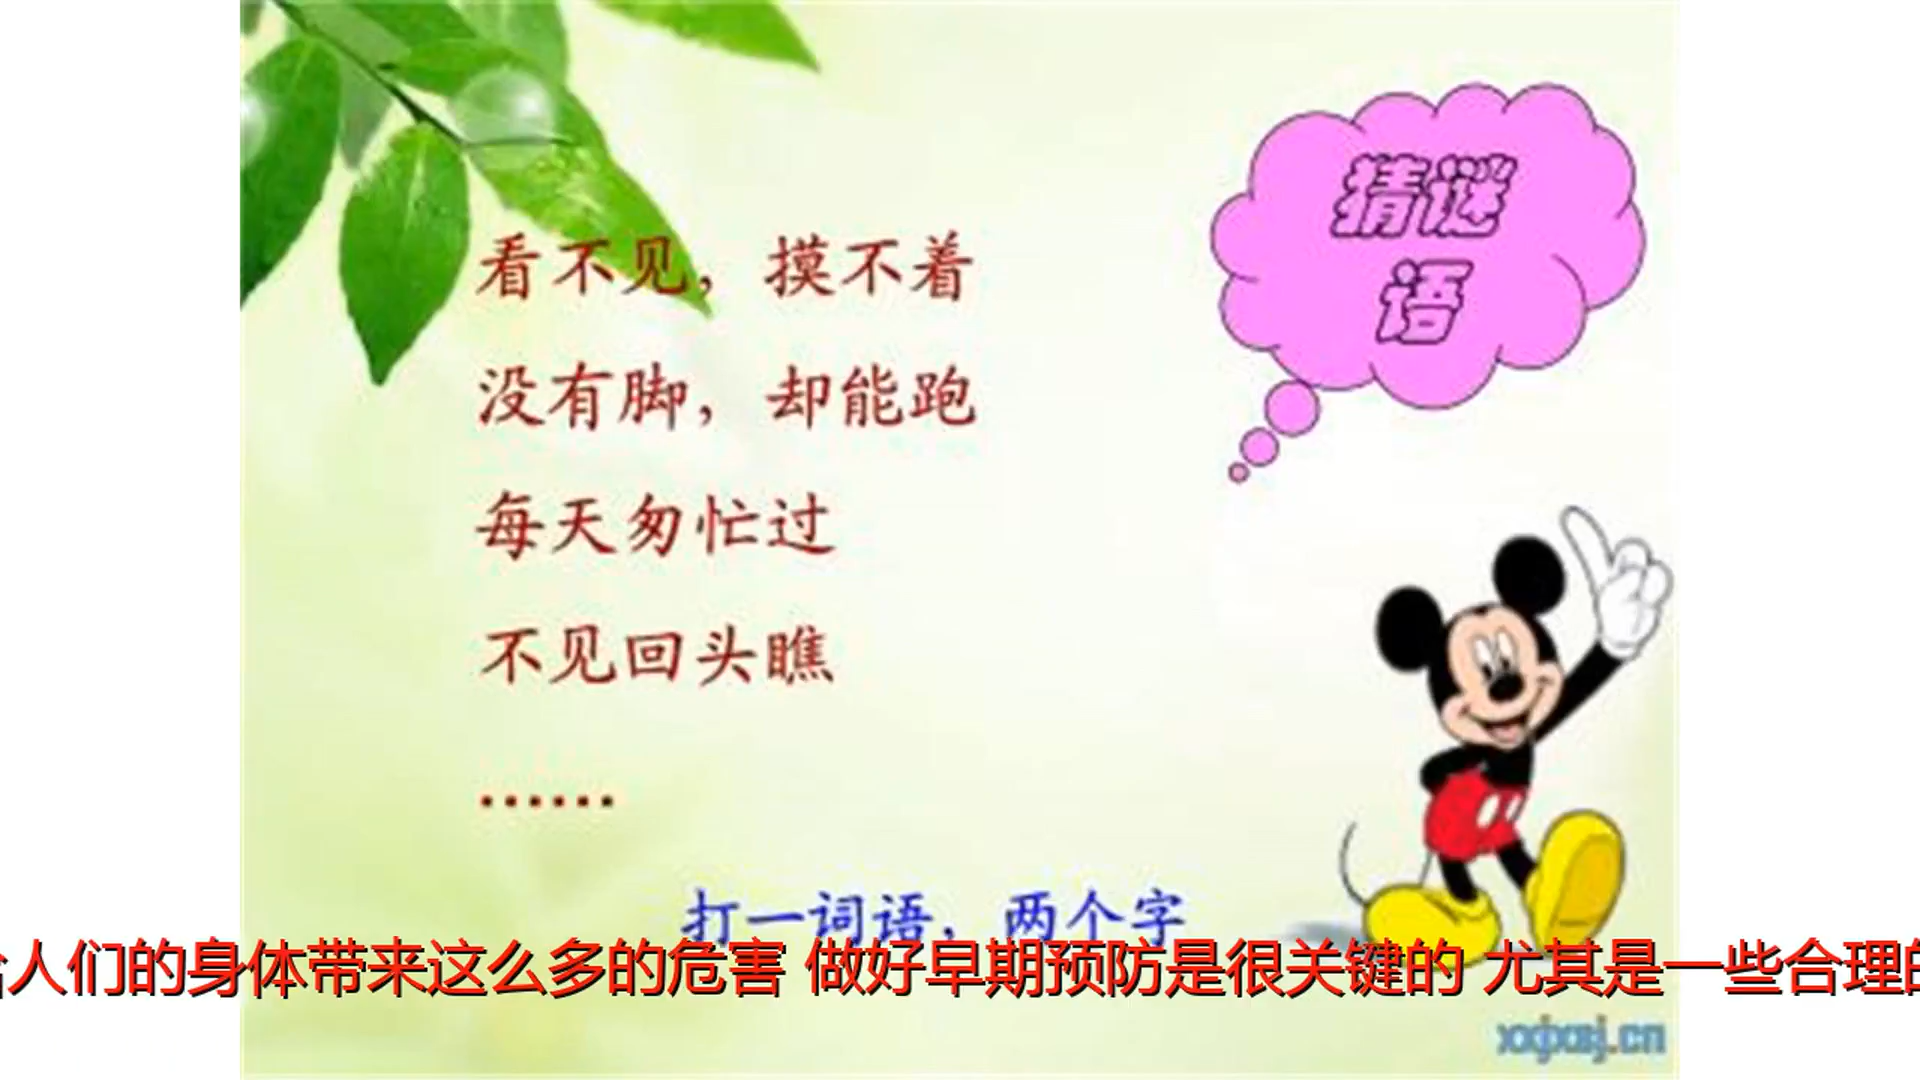 猜谜
语
看不见，摸不着
没有脚，却能跑
每天匆忙过
不见回头瞧
······
打一词语，两个字
人们的身体带来这么多的危害 做好早期预防是很关键的 尤其是一些合理的